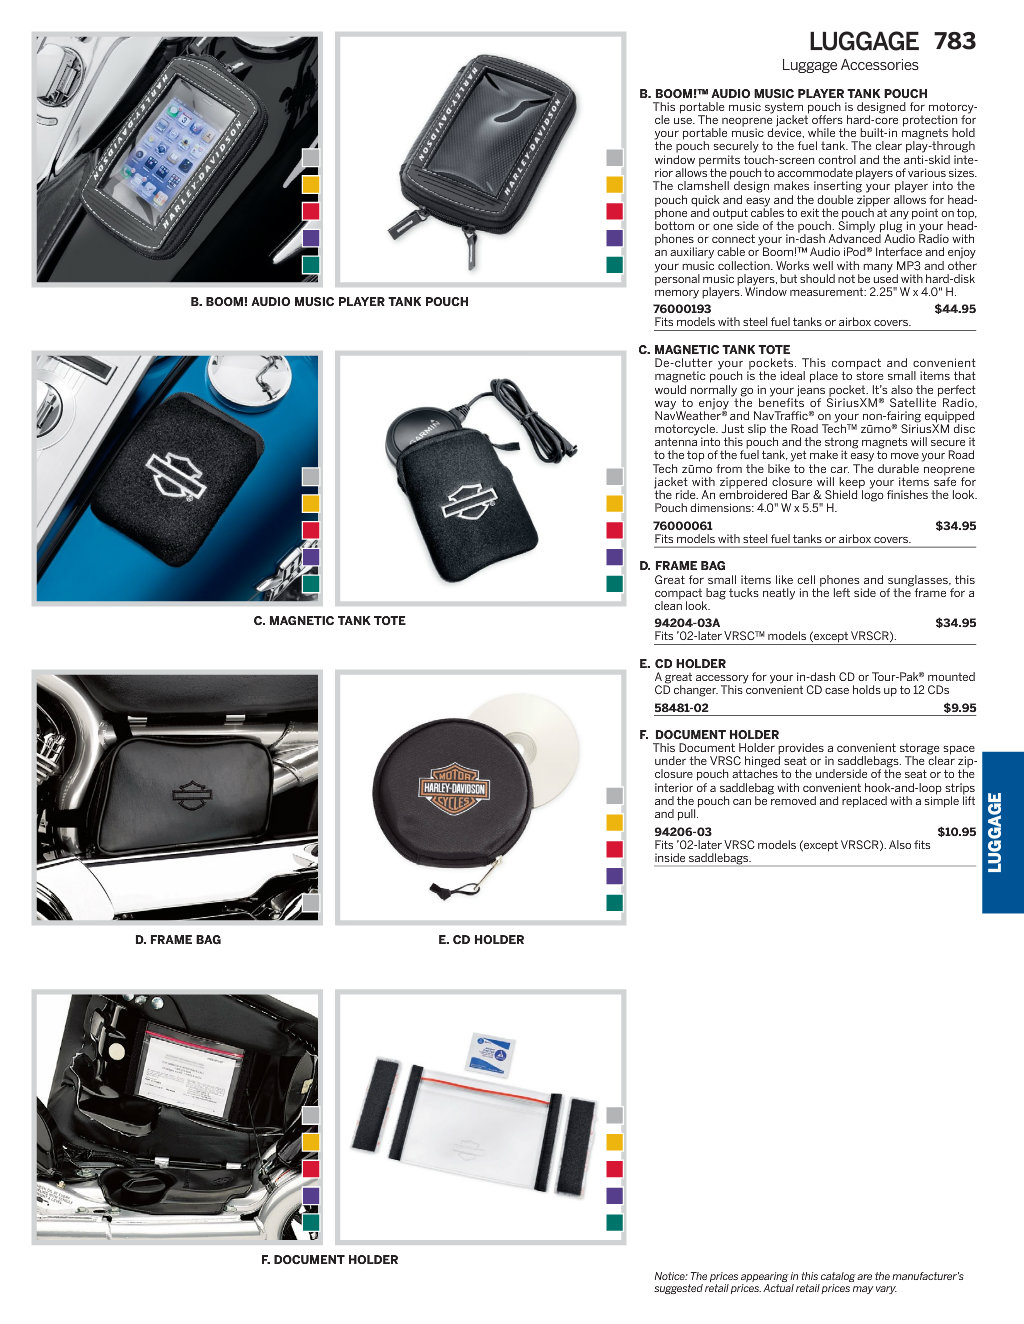 LUGGAGE 783
Luggage Accessories
B. BOOM!™ AUDIO MUSIC PLAYER TANK POUCH
This portable music system pouch is designed for motorcy-
cle use. The neoprene jacket offers hard-core protection for
your portable music device, while the built-in magnets hold
the pouch securely to the fuel tank. The clear play-through
window permits touch-screen control and the anti-skid inte-
rior allows the pouch to accommodate players of various sizes.
The clamshell design makes inserting your player into the
pouch quick and easy and the double zipper allows for head-
phone and output cables to exit the pouch at any point on top,
bottom or one side of the pouch. Simply plug in your head-
phones or connect your in-dash Advanced Audio Radio with
an auxiliary cable or Boom!™ Audio iPod® Interface and enjoy
your music collection. Works well with many MP3 and other
personal music players, but should not be used with hard-disk
memory players. Window measurement: 2.25" W x 4.0" H.
76000193 $44.95
Fits models with steel fuel tanks or airbox covers.
C. MAGNETIC TANK TOTE
De-clutter your pockets. This compact and convenient
magnetic pouch is the ideal place to store small items that
would normally go in your jeans pocket. It's also the perfect
way to enjoy the benefits of SiriusXM® Satellite Radio,
NavWeather® and NavTraffic® on your non-fairing equipped
motorcycle. Just slip the Road Tech™ zūmo® SiriusXM disc
antenna into this pouch and the strong magnets will secure it
to the top of the fuel tank, yet make it easy to move your Road
Tech zūmo from the bike to the car. The durable neoprene
jacket with zippered closure will keep your items safe for
the ride. An embroidered Bar & Shield logo finishes the look.
Pouch dimensions: 4.0" W x 5.5" H.
76000061 $34.95
Fits models with steel fuel tanks or airbox covers.
D. FRAME BAG
Great for small items like cell phones and sunglasses, this
compact bag tucks neatly in the left side of the frame for a
clean look.
94204-03A $34.95
Fits '02-later VRSC™ models (except VRSCR).
E. CD HOLDER
A great accessory for your in-dash CD or Tour-Pak® mounted
CD changer. This convenient CD case holds up to 12 CDs
58481-02 $9.95
F. DOCUMENT HOLDER
This Document Holder provides a convenient storage space
under the VRSC hinged seat or in saddlebags. The clear zip-
closure pouch attaches to the underside of the seat or to the
interior of a saddlebag with convenient hook-and-loop strips
and the pouch can be removed and replaced with a simple lift
and pull.
94206-03 $10.95
Fits '02-later VRSC models (except VRSCR). Also fits
inside saddlebags.
LUGGAGE
HARLEY-DAVIDSON
HARLEY-DAVIDSON
HARLEY-DAVIDSON
HARLEY-DAVIDSON
B. BOOM! AUDIO MUSIC PLAYER TANK POUCH
GARMIN
C. MAGNETIC TANK TOTE
MOTOR
HARLEY-DAVIDSON
CYCLES
D. FRAME BAG
E. CD HOLDER
F. DOCUMENT HOLDER
Notice: The prices appearing in this catalog are the manufacturer's
suggested retail prices. Actual retail prices may vary.